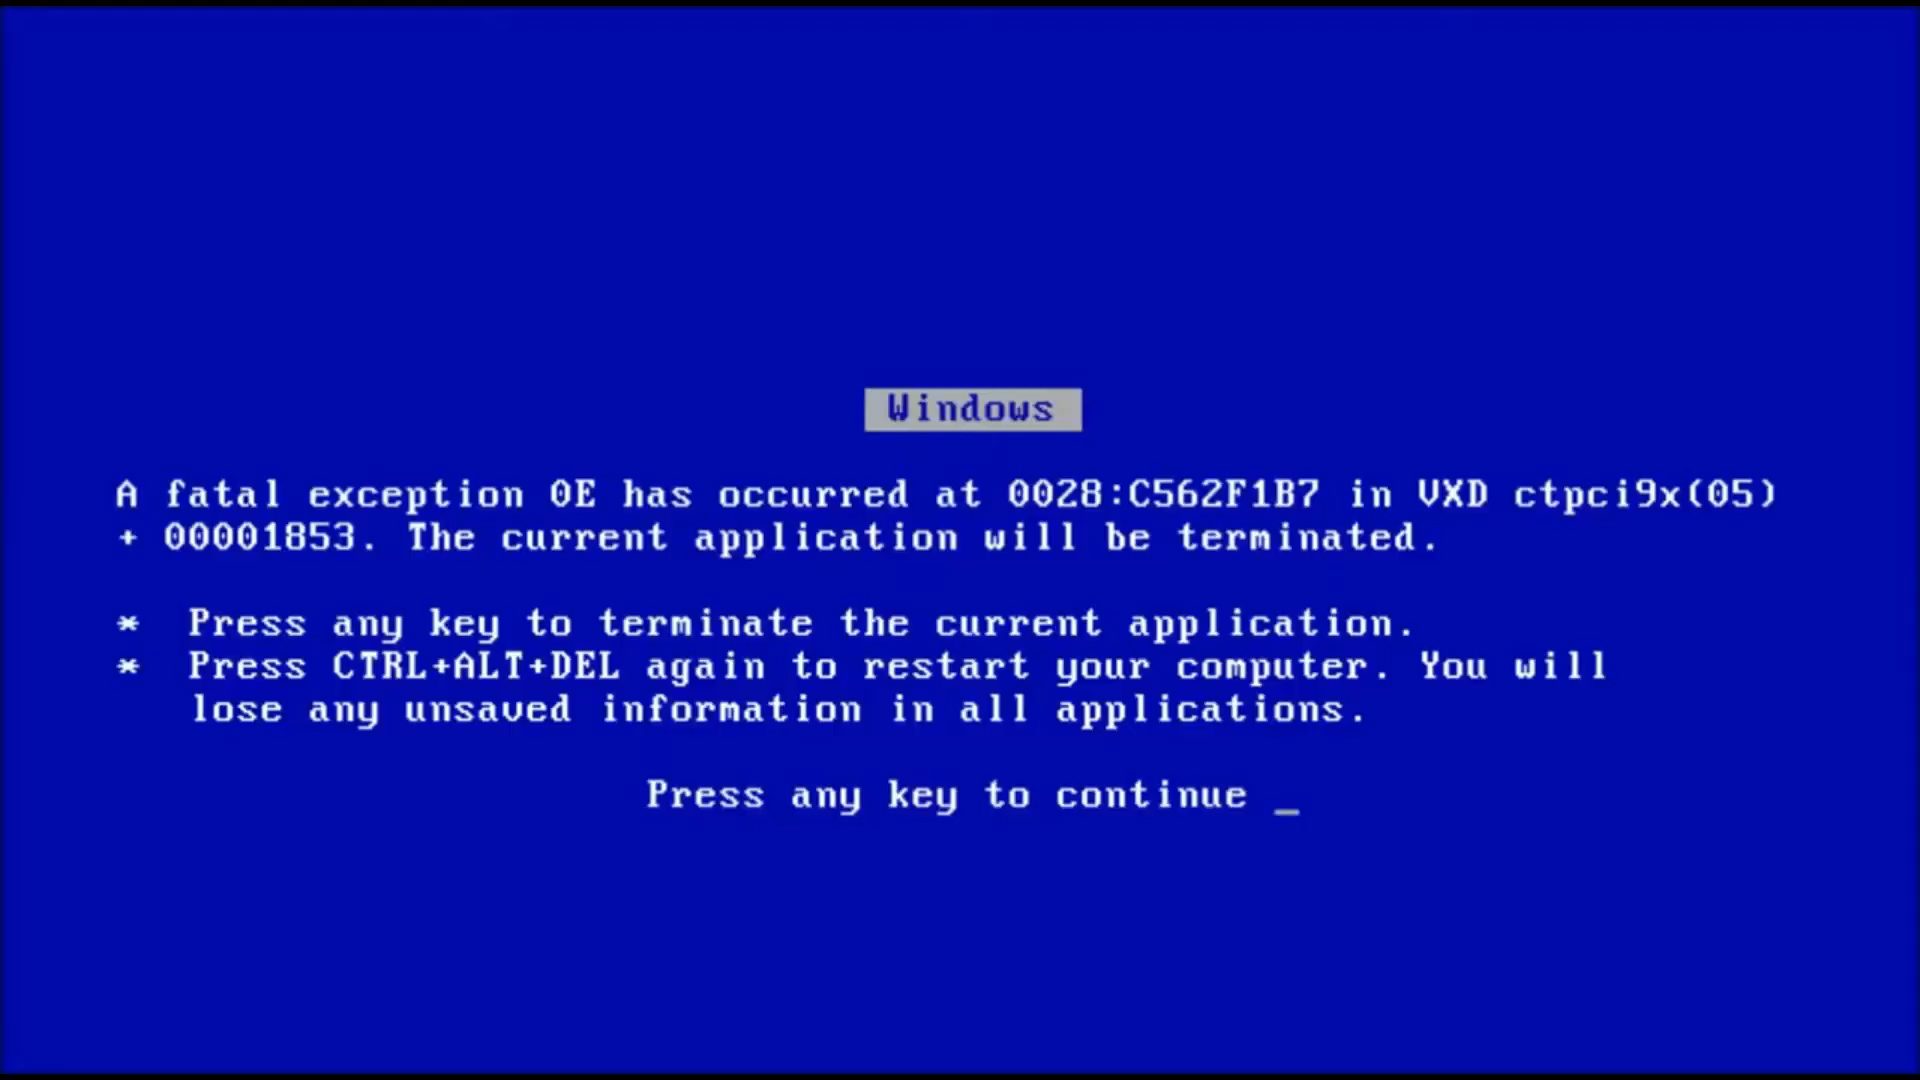 Windows
A fatal exception 0E has occurred at 0028:C562F1B7 in VXD ctpci9x(05)
+ 00001853. The current application will be terminated.
* Press any key to terminate the current application.
* Press CTRL+ALT+DEL again to restart your computer. You will
lose any unsaved information in all applications.
Press any key to continue _